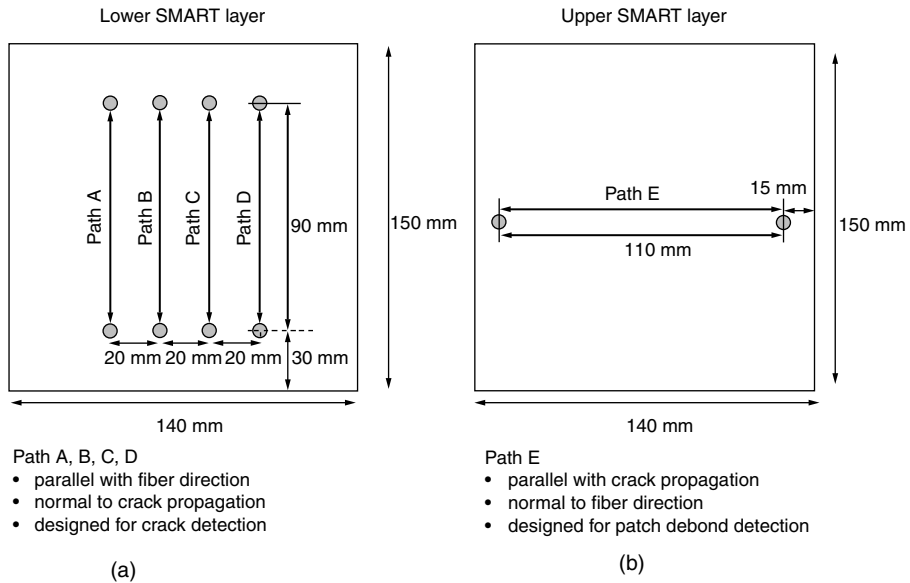 Lower SMART layer
Path A
Path B
Path C
Path D
90 mm
150 mm
20 mm
20 mm
20 mm
30 mm
140 mm
Path A, B, C, D
• parallel with fiber direction
• normal to crack propagation
• designed for crack detection
(a)
Upper SMART layer
Path E
15 mm
110 mm
150 mm
140 mm
Path E
• parallel with crack propagation
• normal to fiber direction
• designed for patch debond detection
(b)